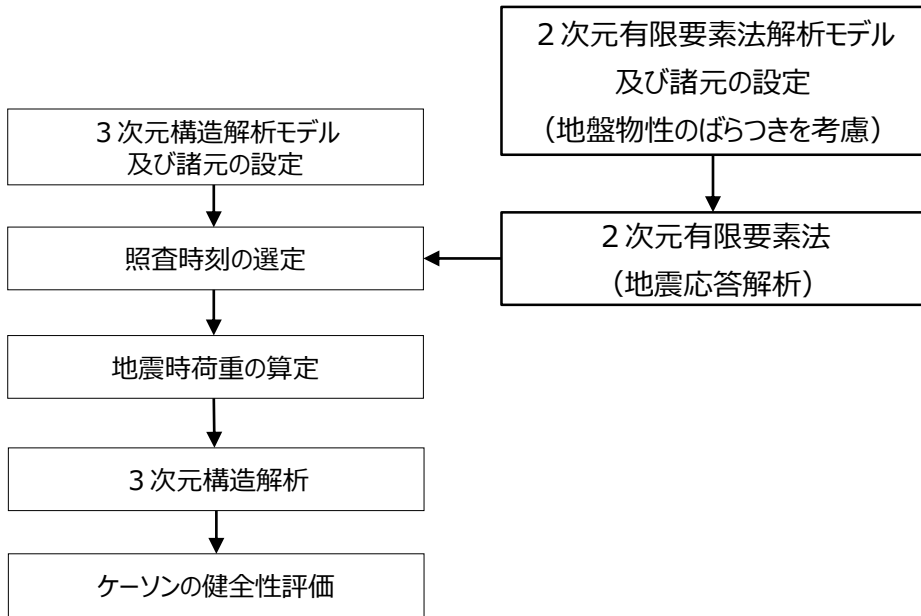 ２次元有限要素法解析モデル
及び諸元の設定
（地盤物性のばらつきを考慮）
２次元有限要素法
（地震応答解析）
３次元構造解析モデル
及び諸元の設定
照査時刻の選定
地震時荷重の算定
３次元構造解析
ケーソンの健全性評価